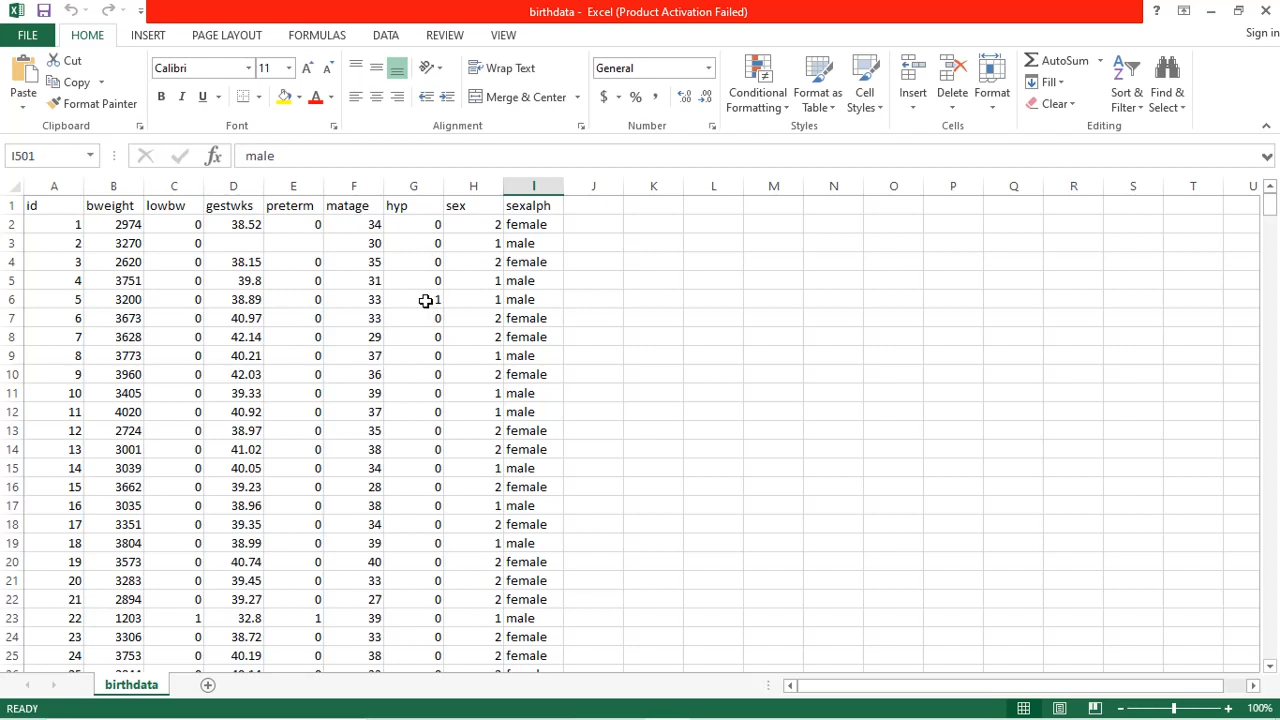 birthdata - Excel (Product Activation Failed)
FILE HOME INSERT PAGE LAYOUT FORMULAS DATA REVIEW VIEW Sign in
Paste Cut Copy Format Painter Clipboard
Calibri 11 B I U A Font
Wrap Text Merge & Center Alignment
General $ % , Number
Conditional Formatting Format as Table Cell Styles Styles
Insert Delete Format Cells
AutoSum Fill Clear Sort & Filter Find & Select Editing
I501 fx male
A B C D E F G H I J K L M N O P Q R S T U
1 id bweight lowbw gestwks preterm matage hyp sex sexalph
2 1 2974 0 38.52 0 34 0 2 female
3 2 3270 0 30 0 1 male
4 3 2620 0 38.15 0 35 0 2 female
5 4 3751 0 39.8 0 31 0 1 male
6 5 3200 0 38.89 0 33 1 1 male
7 6 3673 0 40.97 0 33 0 2 female
8 7 3628 0 42.14 0 29 0 2 female
9 8 3773 0 40.21 0 37 0 1 male
10 9 3960 0 42.03 0 36 0 2 female
11 10 3405 0 39.33 0 39 0 1 male
12 11 4020 0 40.92 0 37 0 1 male
13 12 2724 0 38.97 0 35 0 2 female
14 13 3001 0 41.02 0 38 0 2 female
15 14 3039 0 40.05 0 34 0 1 male
16 15 3662 0 39.23 0 28 0 2 female
17 16 3035 0 38.96 0 38 0 1 male
18 17 3351 0 39.35 0 34 0 2 female
19 18 3804 0 38.99 0 39 0 1 male
20 19 3573 0 40.74 0 40 0 2 female
21 20 3283 0 39.45 0 33 0 2 female
22 21 2894 0 39.27 0 27 0 2 female
23 22 1203 1 32.8 1 39 0 1 male
24 23 3306 0 38.72 0 33 0 2 female
25 24 3753 0 40.19 0 38 0 2 female
birthdata
READY 100%